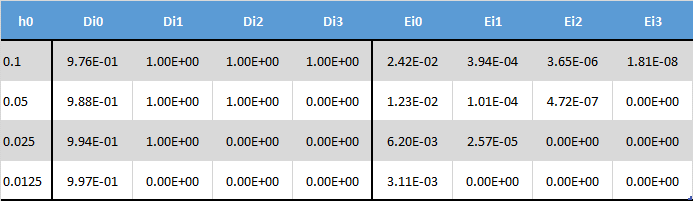 h0 Di0 Di1 Di2 Di3 Ei0 Ei1 Ei2 Ei3
0.1 9.76E-01 1.00E+00 1.00E+00 1.00E+00 2.42E-02 3.94E-04 3.65E-06 1.81E-08
0.05 9.88E-01 1.00E+00 1.00E+00 0.00E+00 1.23E-02 1.01E-04 4.72E-07 0.00E+00
0.025 9.94E-01 1.00E+00 0.00E+00 0.00E+00 6.20E-03 2.57E-05 0.00E+00 0.00E+00
0.0125 9.97E-01 0.00E+00 0.00E+00 0.00E+00 3.11E-03 0.00E+00 0.00E+00 0.00E+00